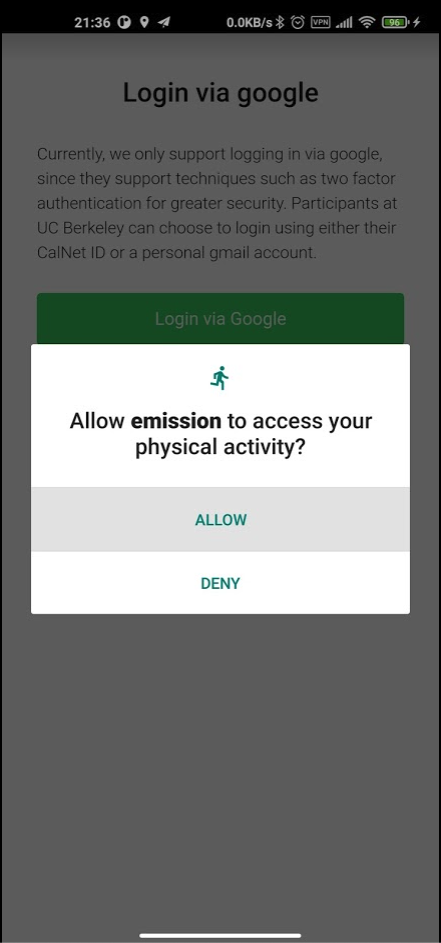 21:36 0.0KB/s VPN 96
Login via google
Currently, we only support logging in via google,
since they support techniques such as two factor
authentication for greater security. Participants at
UC Berkeley can choose to login using either their
CalNet ID or a personal gmail account.
Login via Google
Allow emission to access your
physical activity?
ALLOW
DENY